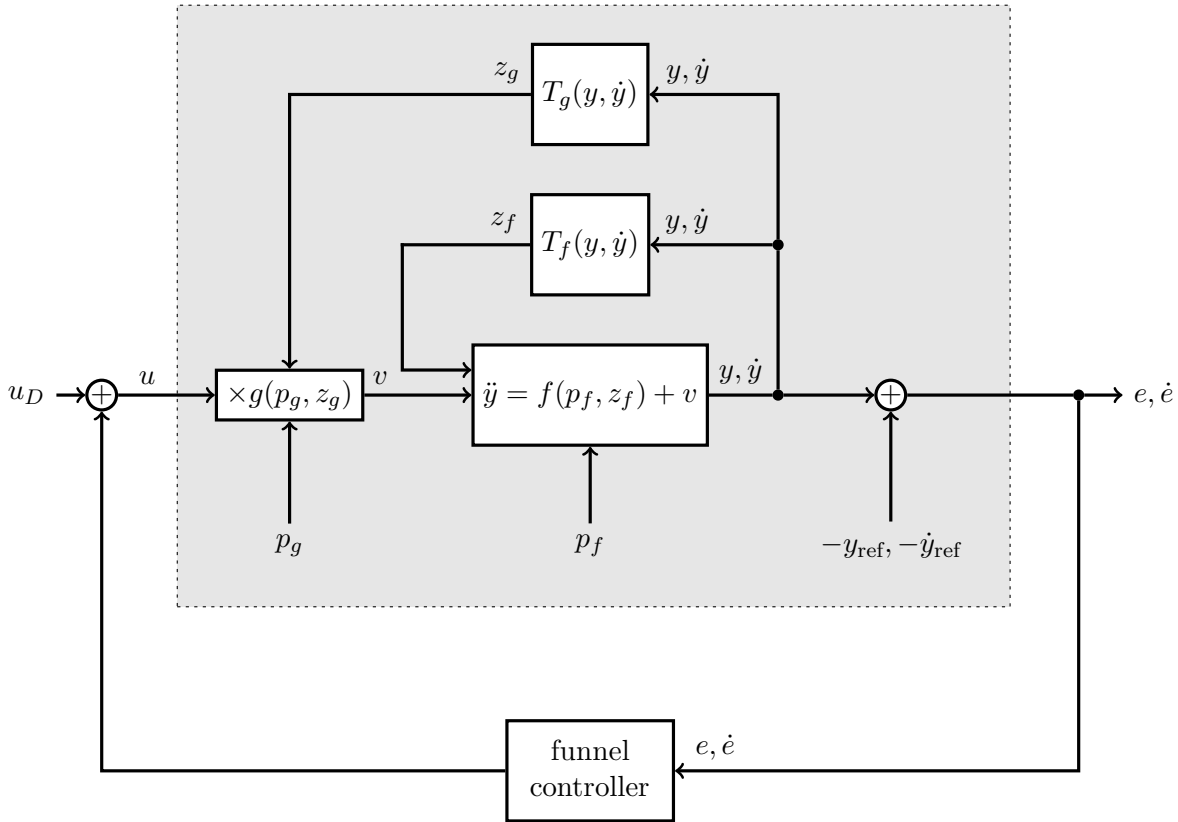 z_g
T_g(y, ẏ)
y, ẏ
z_f
T_f(y, ẏ)
y, ẏ
u_D
+
u
×g(p_g, z_g)
v
ÿ = f(p_f, z_f) + v
y, ẏ
+
e, ė
p_g
p_f
−y_ref, −ẏ_ref
funnel
controller
e, ė